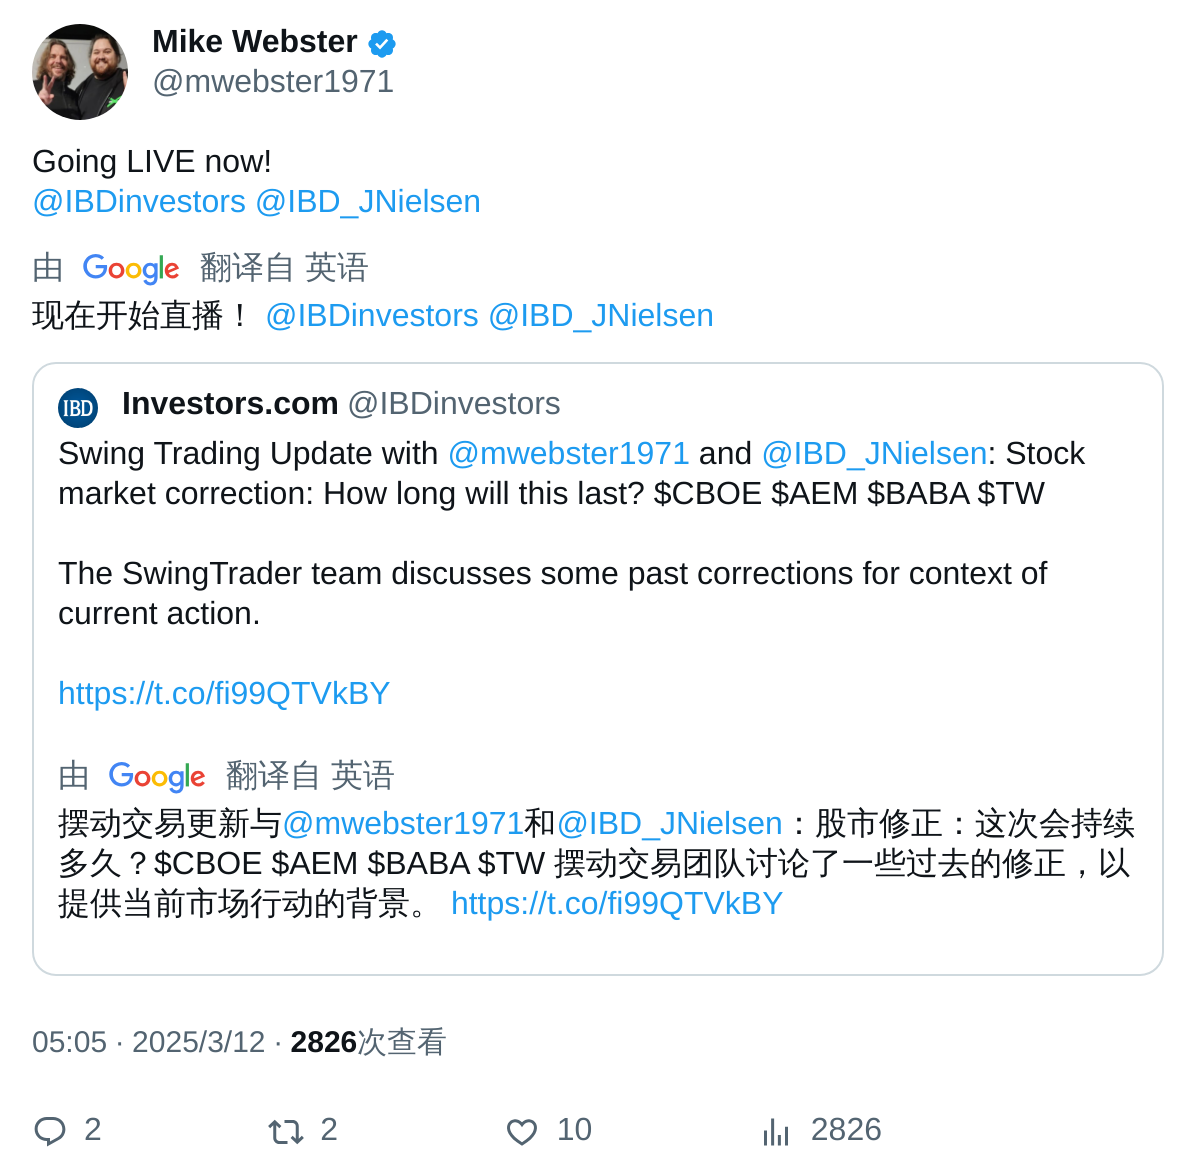 Mike Webster
@mwebster1971
Going LIVE now!
@IBDinvestors @IBD_JNielsen
由 Google 翻译自 英语
现在开始直播！ @IBDinvestors @IBD_JNielsen
IBD Investors.com @IBDinvestors
Swing Trading Update with @mwebster1971 and @IBD_JNielsen: Stock
market correction: How long will this last? $CBOE $AEM $BABA $TW
The SwingTrader team discusses some past corrections for context of
current action.
https://t.co/fi99QTVkBY
由 Google 翻译自 英语
摆动交易更新与@mwebster1971和@IBD_JNielsen：股市修正：这次会持续
多久？$CBOE $AEM $BABA $TW 摆动交易团队讨论了一些过去的修正，以
提供当前市场行动的背景。 https://t.co/fi99QTVkBY
05:05 · 2025/3/12 · 2826次查看
2 2 10 2826